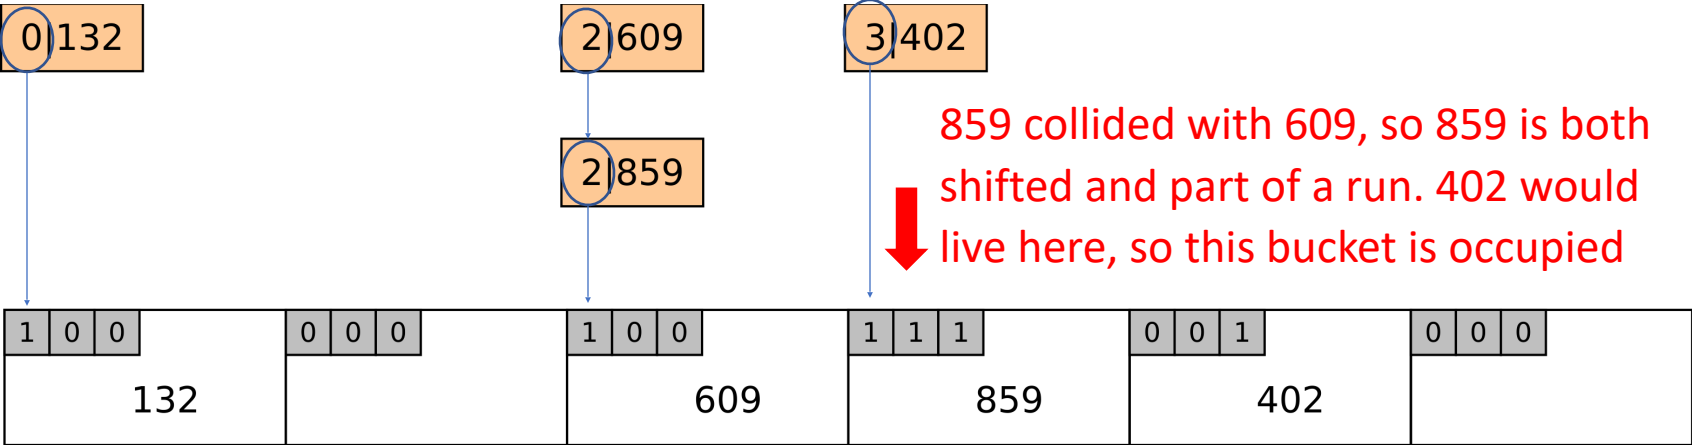 0|132 2|609 3|402
859 collided with 609, so 859 is both
2|859
shifted and part of a run. 402 would
live here, so this bucket is occupied
1 0 0 0 0 0 1 0 0 1 1 1 0 0 1 0 0 0
132 609 859 402